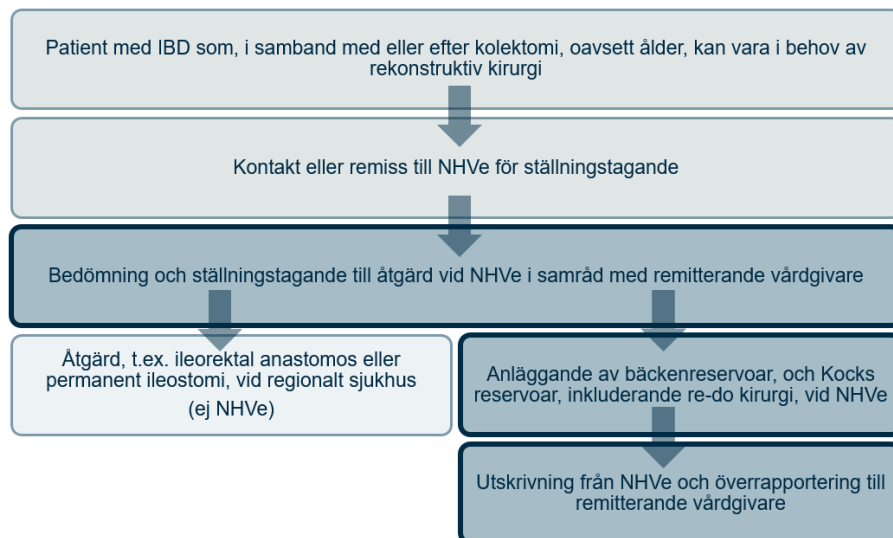 Patient med IBD som, i samband med eller efter kolektomi, oavsett ålder, kan vara i behov av
rekonstruktiv kirurgi
Kontakt eller remiss till NHVe för ställningstagande
Bedömning och ställningstagande till åtgärd vid NHVe i samråd med remitterande vårdgivare
Åtgärd, t.ex. ileorektal anastomos eller
permanent ileostomi, vid regionalt sjukhus
(ej NHVe)
Anläggande av bäckenreservoar, och Kocks
reservoar, inkluderande re-do kirurgi, vid NHVe
Utskrivning från NHVe och överrapportering till
remitterande vårdgivare